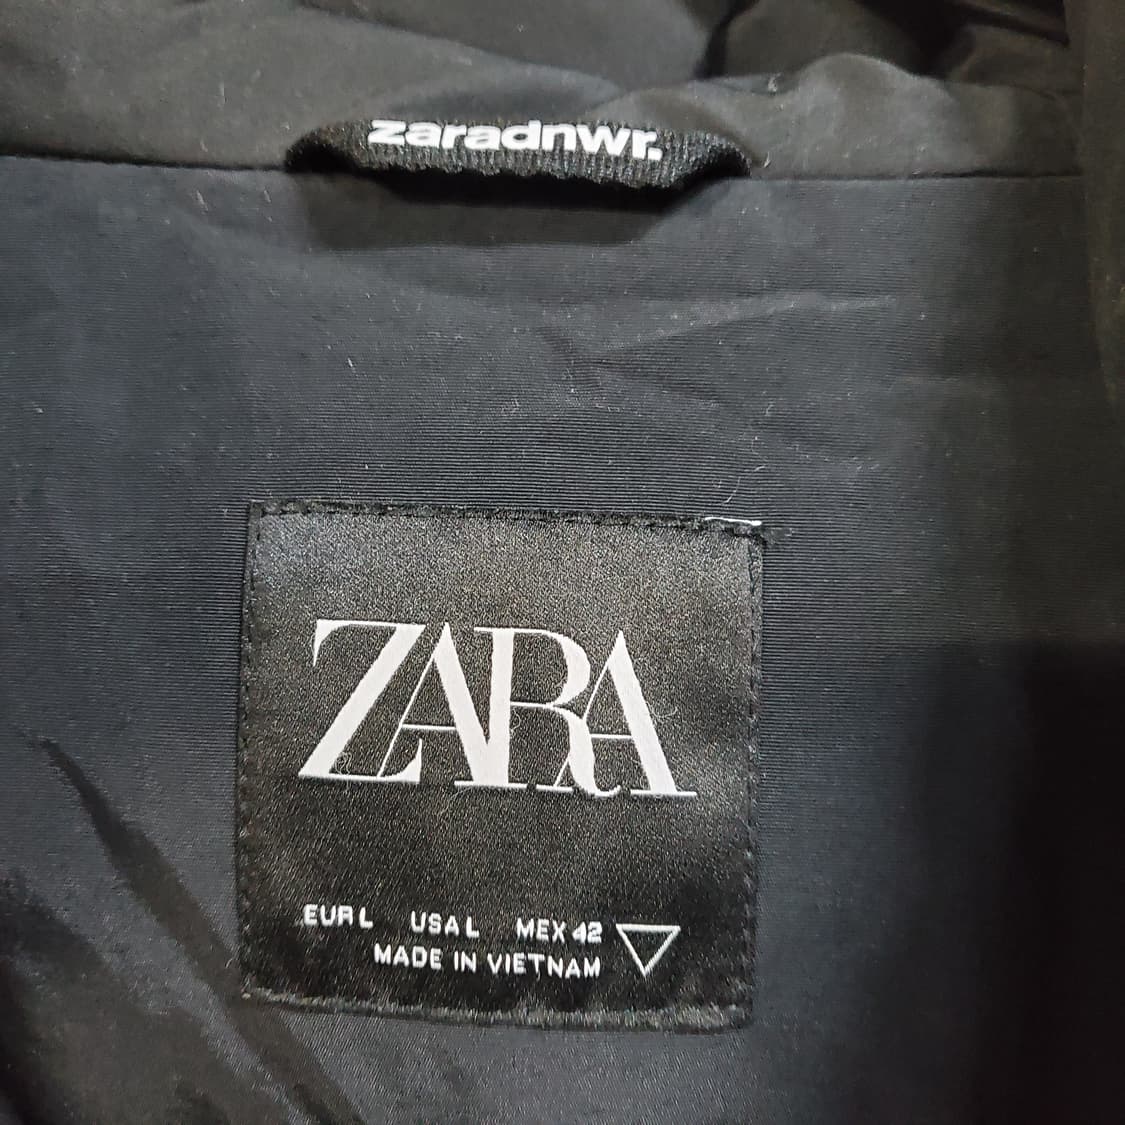 zaradnwr.
ZARA
EUR L USA L MEX 42
MADE IN VIETNAM